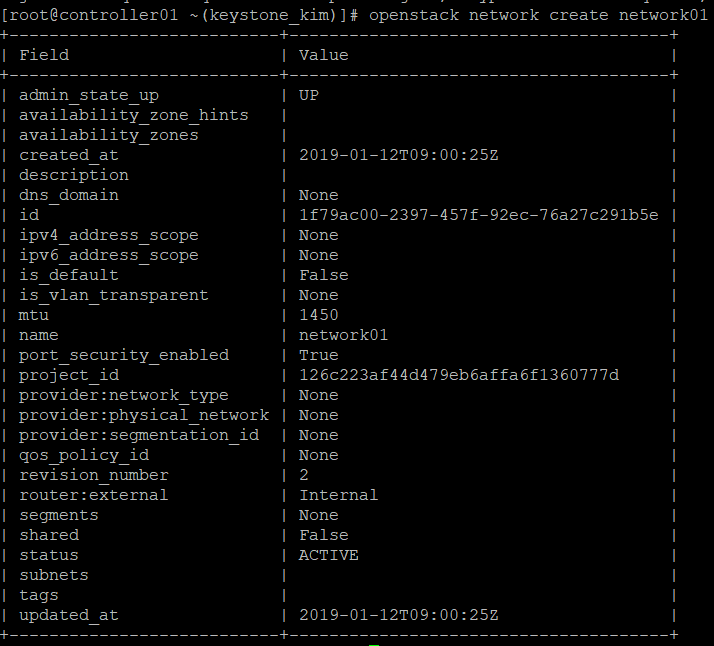 [root@controller01 ~(keystone_kim)]# openstack network create network01
+---------------------------+--------------------------------------+
| Field                     | Value                                |
+---------------------------+--------------------------------------+
| admin_state_up            | UP                                   |
| availability_zone_hints   |                                      |
| availability_zones        |                                      |
| created_at                | 2019-01-12T09:00:25Z                 |
| description               |                                      |
| dns_domain                | None                                 |
| id                        | 1f79ac00-2397-457f-92ec-76a27c291b5e |
| ipv4_address_scope        | None                                 |
| ipv6_address_scope        | None                                 |
| is_default                | False                                |
| is_vlan_transparent       | None                                 |
| mtu                       | 1450                                 |
| name                      | network01                            |
| port_security_enabled     | True                                 |
| project_id                | 126c223af44d479eb6affa6f1360777d     |
| provider:network_type     | None                                 |
| provider:physical_network | None                                 |
| provider:segmentation_id  | None                                 |
| qos_policy_id             | None                                 |
| revision_number           | 2                                    |
| router:external           | Internal                             |
| segments                  | None                                 |
| shared                    | False                                |
| status                    | ACTIVE                               |
| subnets                   |                                      |
| tags                      |                                      |
| updated_at                | 2019-01-12T09:00:25Z                 |
+---------------------------+--------------------------------------+